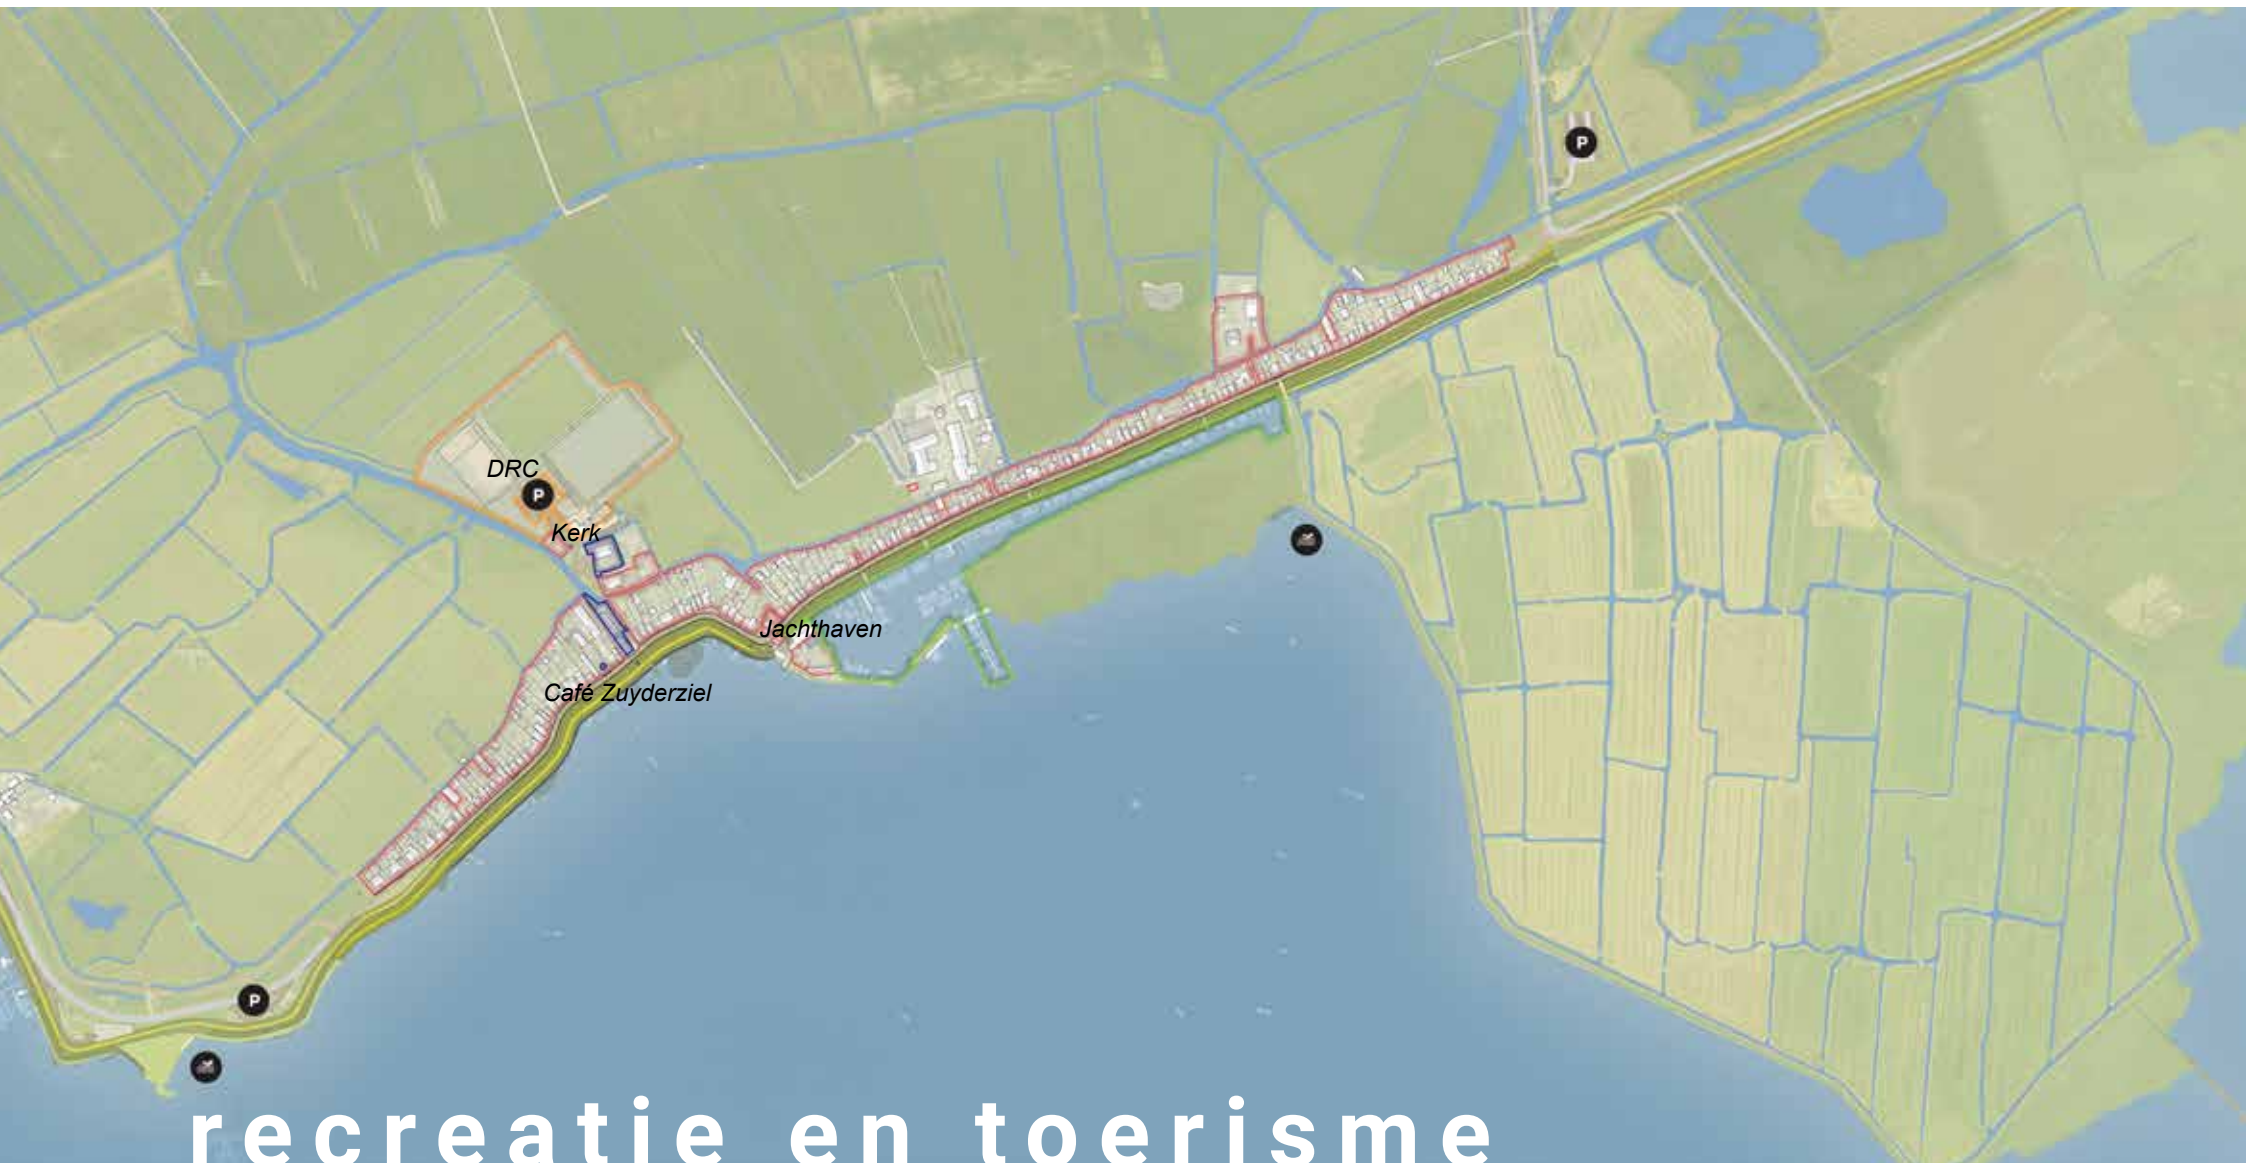 P
DRC
P
Kerk
Jachthaven
Café Zuyderziel
P
recreatie en toerisme